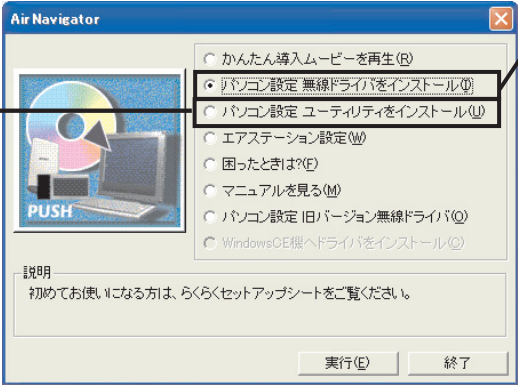 Air Navigator
かんたん導入ムービーを再生(R)
パソコン設定 無線ドライバをインストール(I)
パソコン設定 ユーティリティをインストール(U)
エアステーション設定(W)
困ったときは?(F)
マニュアルを見る(M)
パソコン設定 旧バージョン無線ドライバ(O)
WindowsCE機へドライバをインストール(C)
PUSH
説明
初めてお使いになる方は、らくらくセットアップシートをご覧ください。
実行(E)
終了